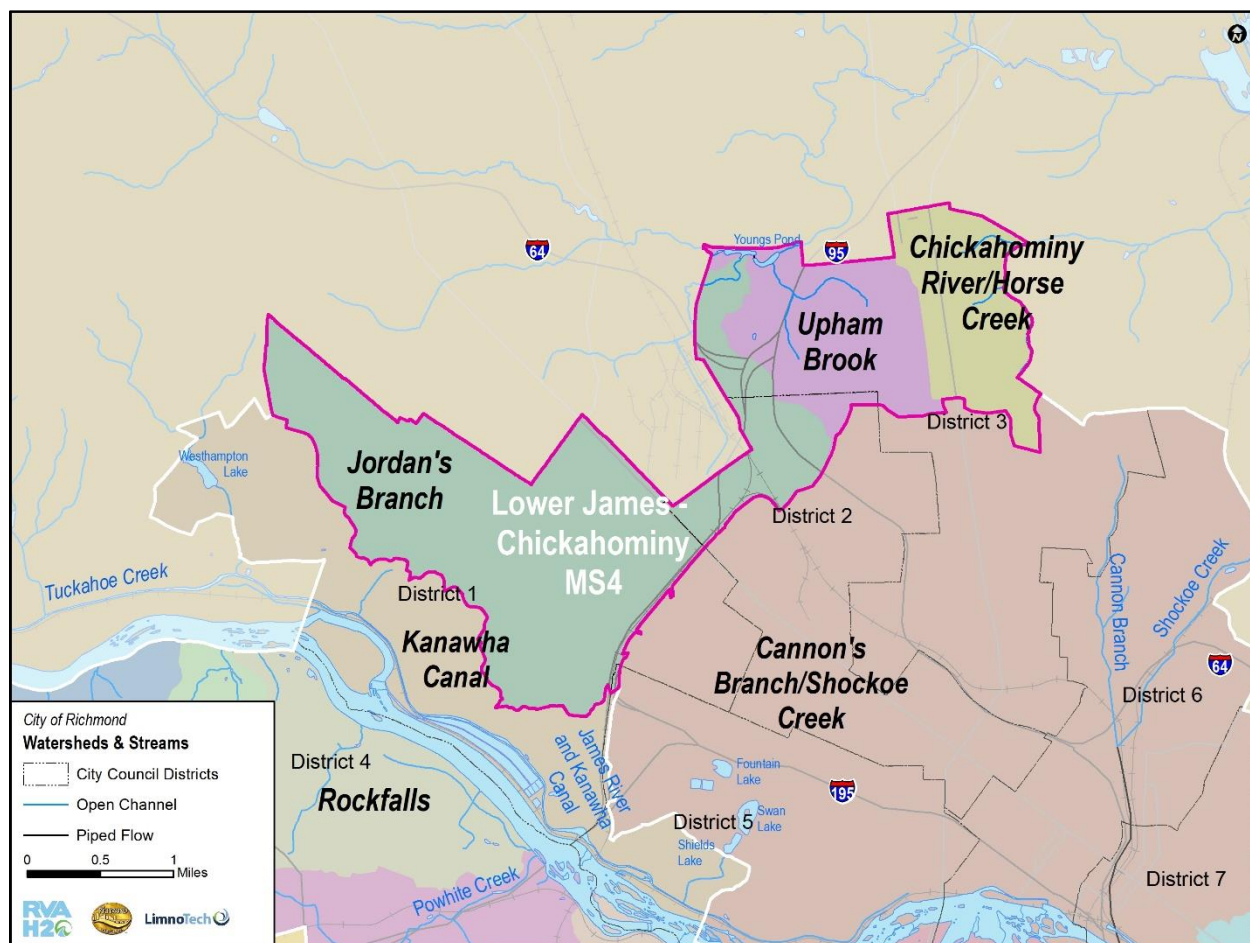 N
Youngs Pond
64
95
Chickahominy
River/Horse
Creek
Upham
Brook
District 3
Westhampton
Lake
Jordan's
Branch
Lower James -
Chickahominy
MS4
District 2
Tuckahoe Creek
District 1
Kanawha
Canal
Cannon Branch
Shockoe Creek
Cannon's
Branch/Shockoe
Creek
64
District 6
James River
and Kanawha
Canal
District 4
Rockfalls
Fountain
Lake
195
Swan
Lake
District 5
Shields
Lake
Powhite Creek
District 7
City of Richmond
Watersheds & Streams
City Council Districts
Open Channel
Piped Flow
0 0.5 1
Miles
RVA
H2O
LimnoTech